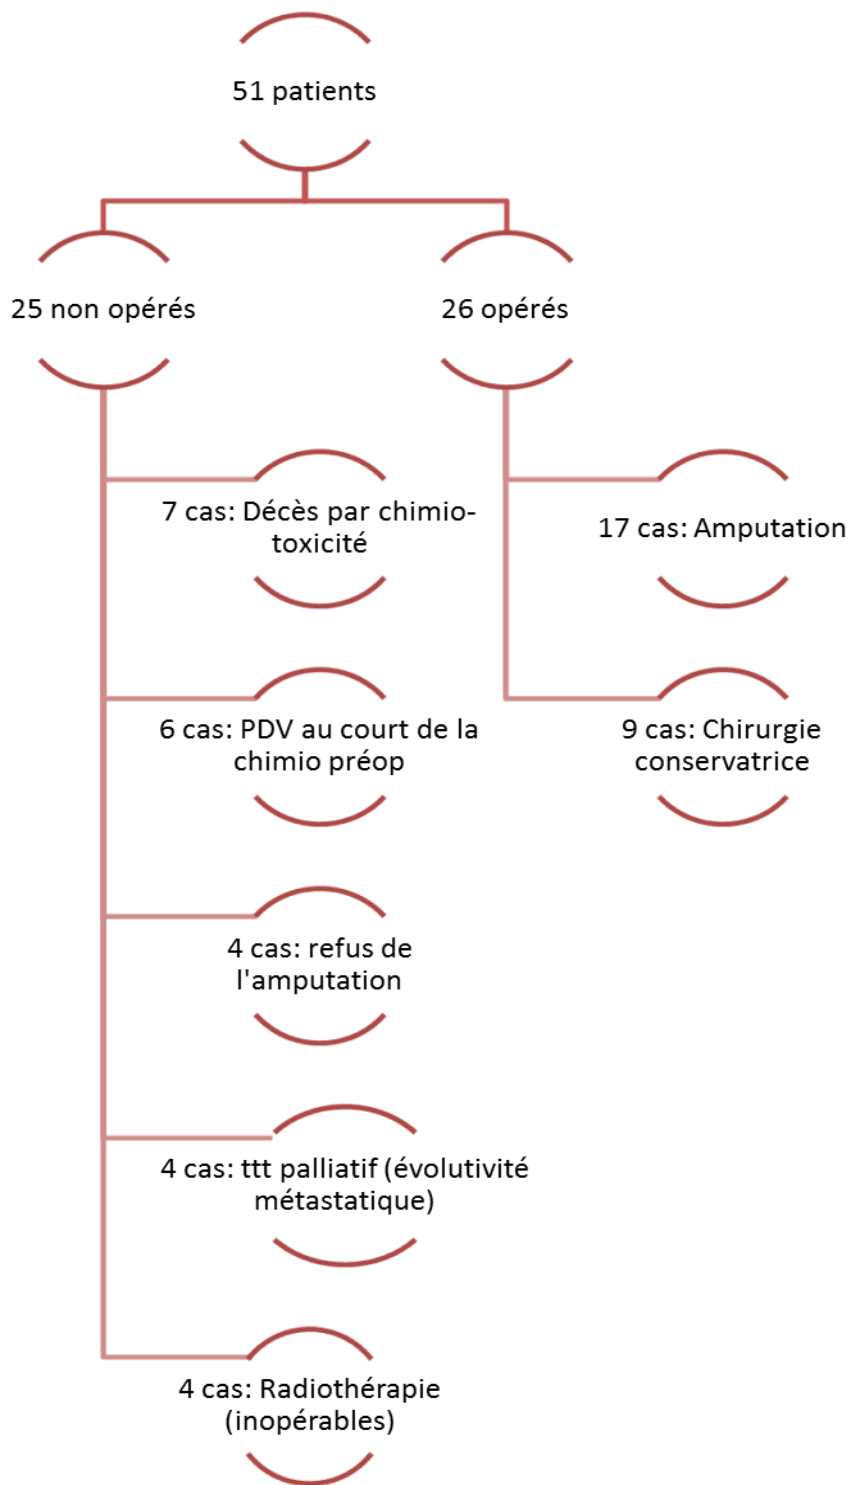 51 patients
25 non opérés
26 opérés
7 cas: Décès par chimio-
toxicité
6 cas: PDV au court de la
chimio préop
4 cas: refus de
l'amputation
4 cas: ttt palliatif (évolutivité
métastatique)
4 cas: Radiothérapie
(inopérables)
17 cas: Amputation
9 cas: Chirurgie
conservatrice